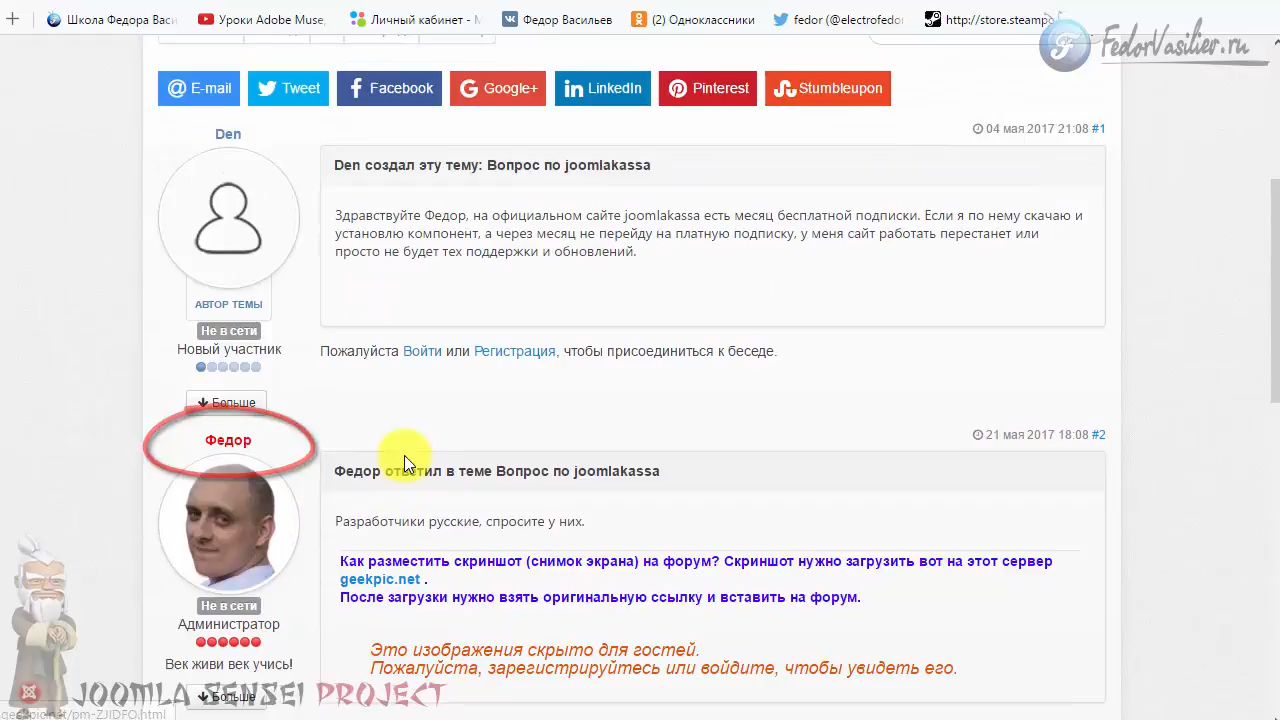 Школа Федора Васи
Уроки Adobe Muse,
Личный кабинет - М
Федор Васильев
(2) Одноклассники
fedor (@electrofedor
http://store.steampo
FedorVasilier.ru
E-mail
Tweet
Facebook
Google+
LinkedIn
Pinterest
Stumbleupon
Den
04 мая 2017 21:08 #1
Den создал эту тему: Вопрос по joomlakassa
Здравствуйте Федор, на официальном сайте joomlakassa есть месяц бесплатной подписки. Если я по нему скачаю и
установлю компонент, а через месяц не перейду на платную подписку, у меня сайт работать перестанет или
просто не будет тех поддержки и обновлений.
АВТОР ТЕМЫ
Не в сети
Новый участник
Пожалуйста Войти или Регистрация, чтобы присоединиться к беседе.
Больше
Федор
21 мая 2017 18:08 #2
Федор ответил в теме Вопрос по joomlakassa
Разработчики русские, спросите у них.
Как разместить скриншот (снимок экрана) на форум? Скриншот нужно загрузить вот на этот сервер
geekpic.net .
После загрузки нужно взять оригинальную ссылку и вставить на форум.
Не в сети
Администратор
Век живи век учись!
Это изображения скрыто для гостей.
Пожалуйста, зарегистрируйтесь или войдите, чтобы увидеть его.
Больше
JOOMLA SENSEI PROJECT
geekpic.net/pm-ZJIDFO.html